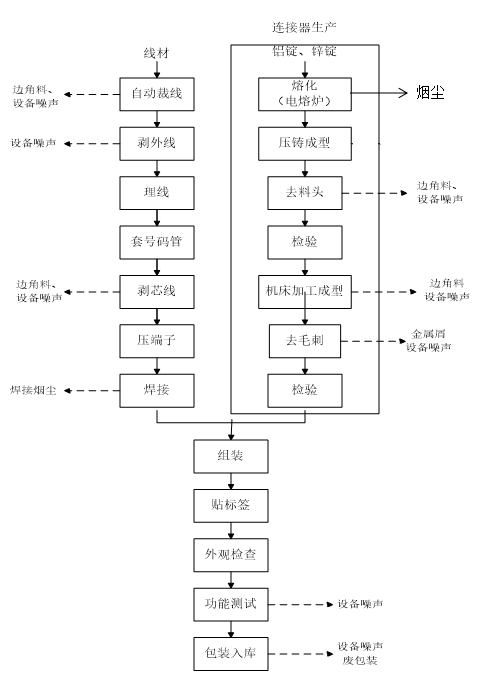 连接器生产
线材
铝锭、锌锭
边角料、
设备噪声
自动裁线
熔化
（电熔炉）
烟尘
设备噪声
剥外线
压铸成型
理线
去料头
边角料、
设备噪声
套号码管
检验
边角料、
设备噪声
剥芯线
机床加工成型
边角料
设备噪声
压端子
去毛刺
金属屑
设备噪声
焊接烟尘
焊接
检验
组装
贴标签
外观检查
功能测试
设备噪声
包装入库
设备噪声
废包装